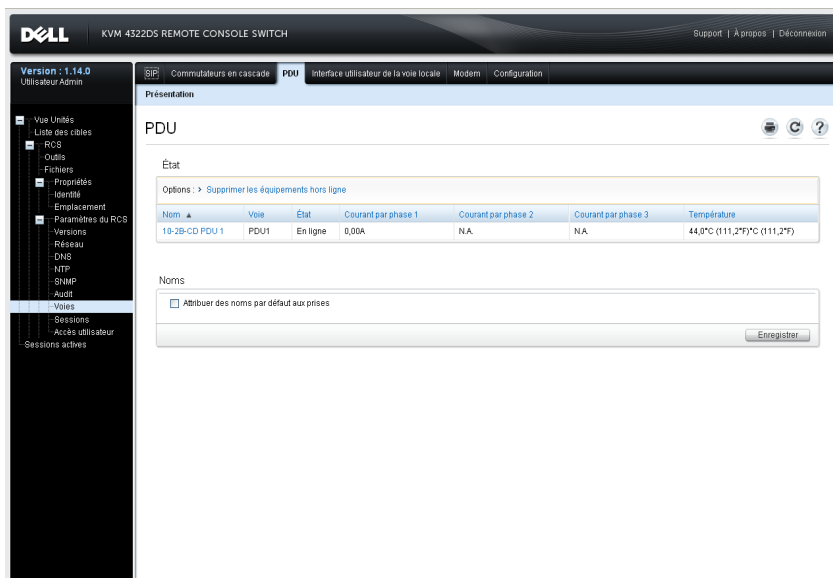 DELL KVM 4322DS REMOTE CONSOLE SWITCH Support | À propos | Déconnexion
Version : 1.14.0
Utilisateur Admin
SIP Commutateurs en cascade PDU Interface utilisateur de la voie locale Modem Configuration
Présentation
Vue Unités
Liste des cibles
RCS
Outils
Fichiers
Propriétés
Identité
Emplacement
Paramètres du RCS
Versions
Réseau
DNS
NTP
SNMP
Audit
Voies
Sessions
Accès utilisateur
Sessions actives
PDU
État
Options : > Supprimer les équipements hors ligne
Nom Voie État Courant par phase 1 Courant par phase 2 Courant par phase 3 Température
10-2B-CD PDU 1 PDU1 En ligne 0,00A N.A. N.A. 44,0°C (111,2°F)°C (111,2°F)
Noms
Attribuer des noms par défaut aux prises
Enregistrer